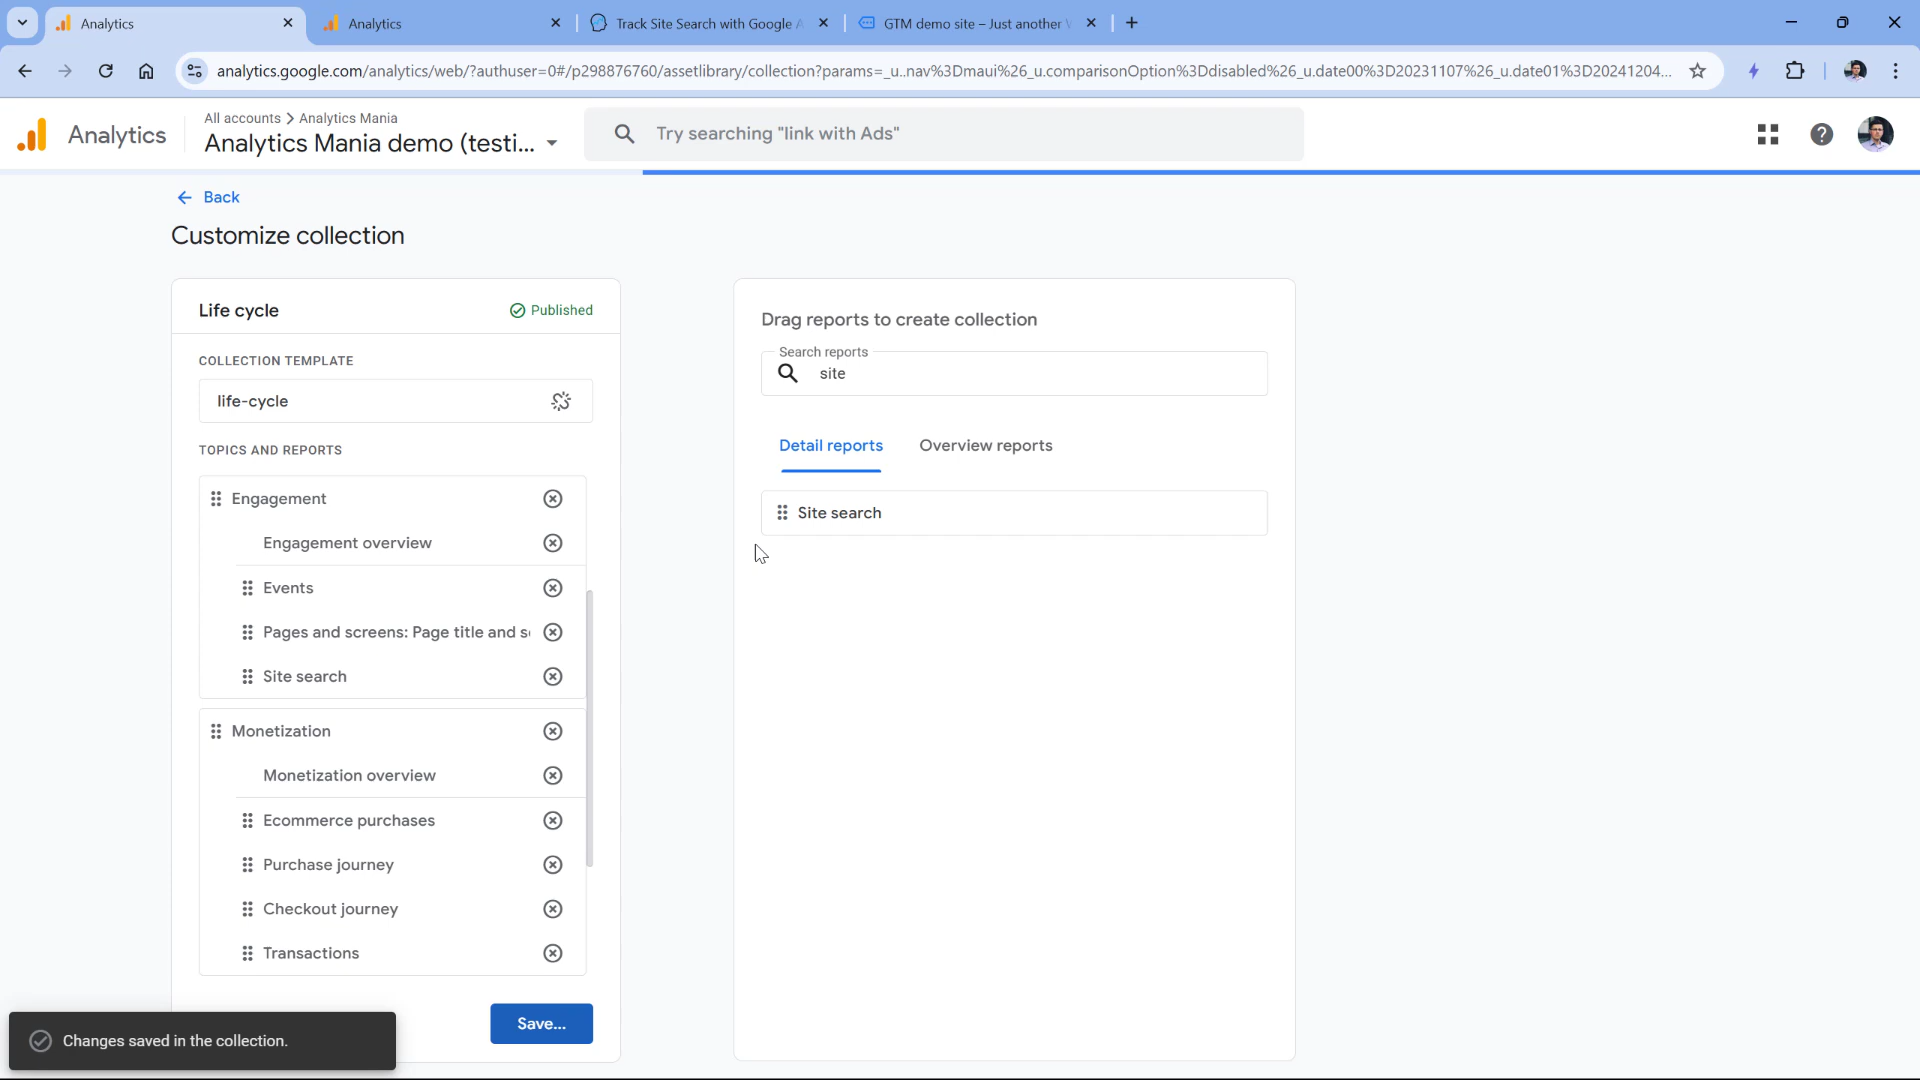 Analytics
Analytics
Track Site Search with Google A
GTM demo site – Just another W
analytics.google.com/analytics/web/?authuser=0#/p298876760/assetlibrary/collection?params=_u..nav%3Dmaui%26_u.comparisonOption%3Ddisabled%26_u.date00%3D20231107%26_u.date01%3D20241204...
Analytics
All accounts > Analytics Mania
Analytics Mania demo (testi...
Try searching "link with Ads"
Back
Customize collection
Life cycle
Published
COLLECTION TEMPLATE
life-cycle
TOPICS AND REPORTS
Engagement
Engagement overview
Events
Pages and screens: Page title and s
Site search
Monetization
Monetization overview
Ecommerce purchases
Purchase journey
Checkout journey
Transactions
Save...
Changes saved in the collection.
Drag reports to create collection
Search reports
site
Detail reports
Overview reports
Site search